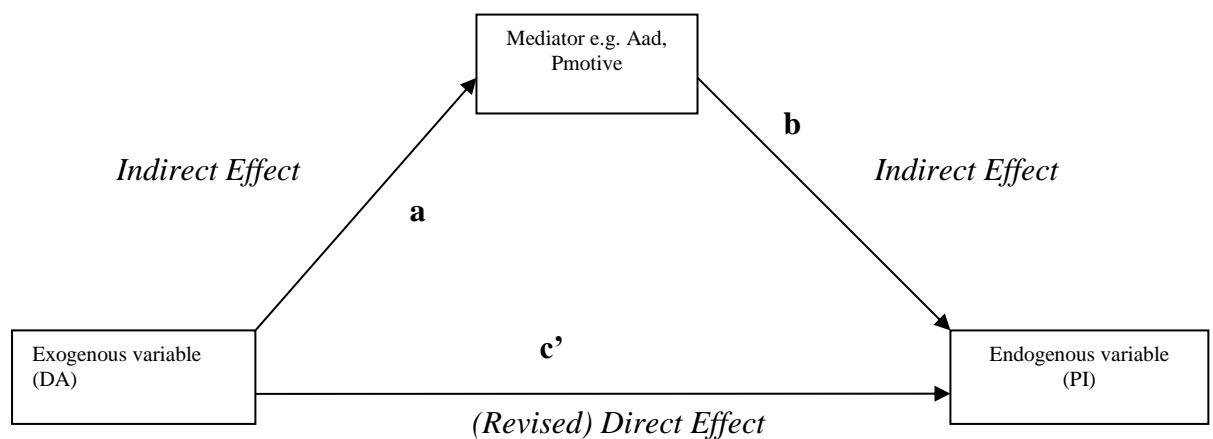 Mediator e.g. Aad,
Pmotive
b
Indirect Effect
Indirect Effect
a
c’
Exogenous variable
(DA)
Endogenous variable
(PI)
(Revised) Direct Effect